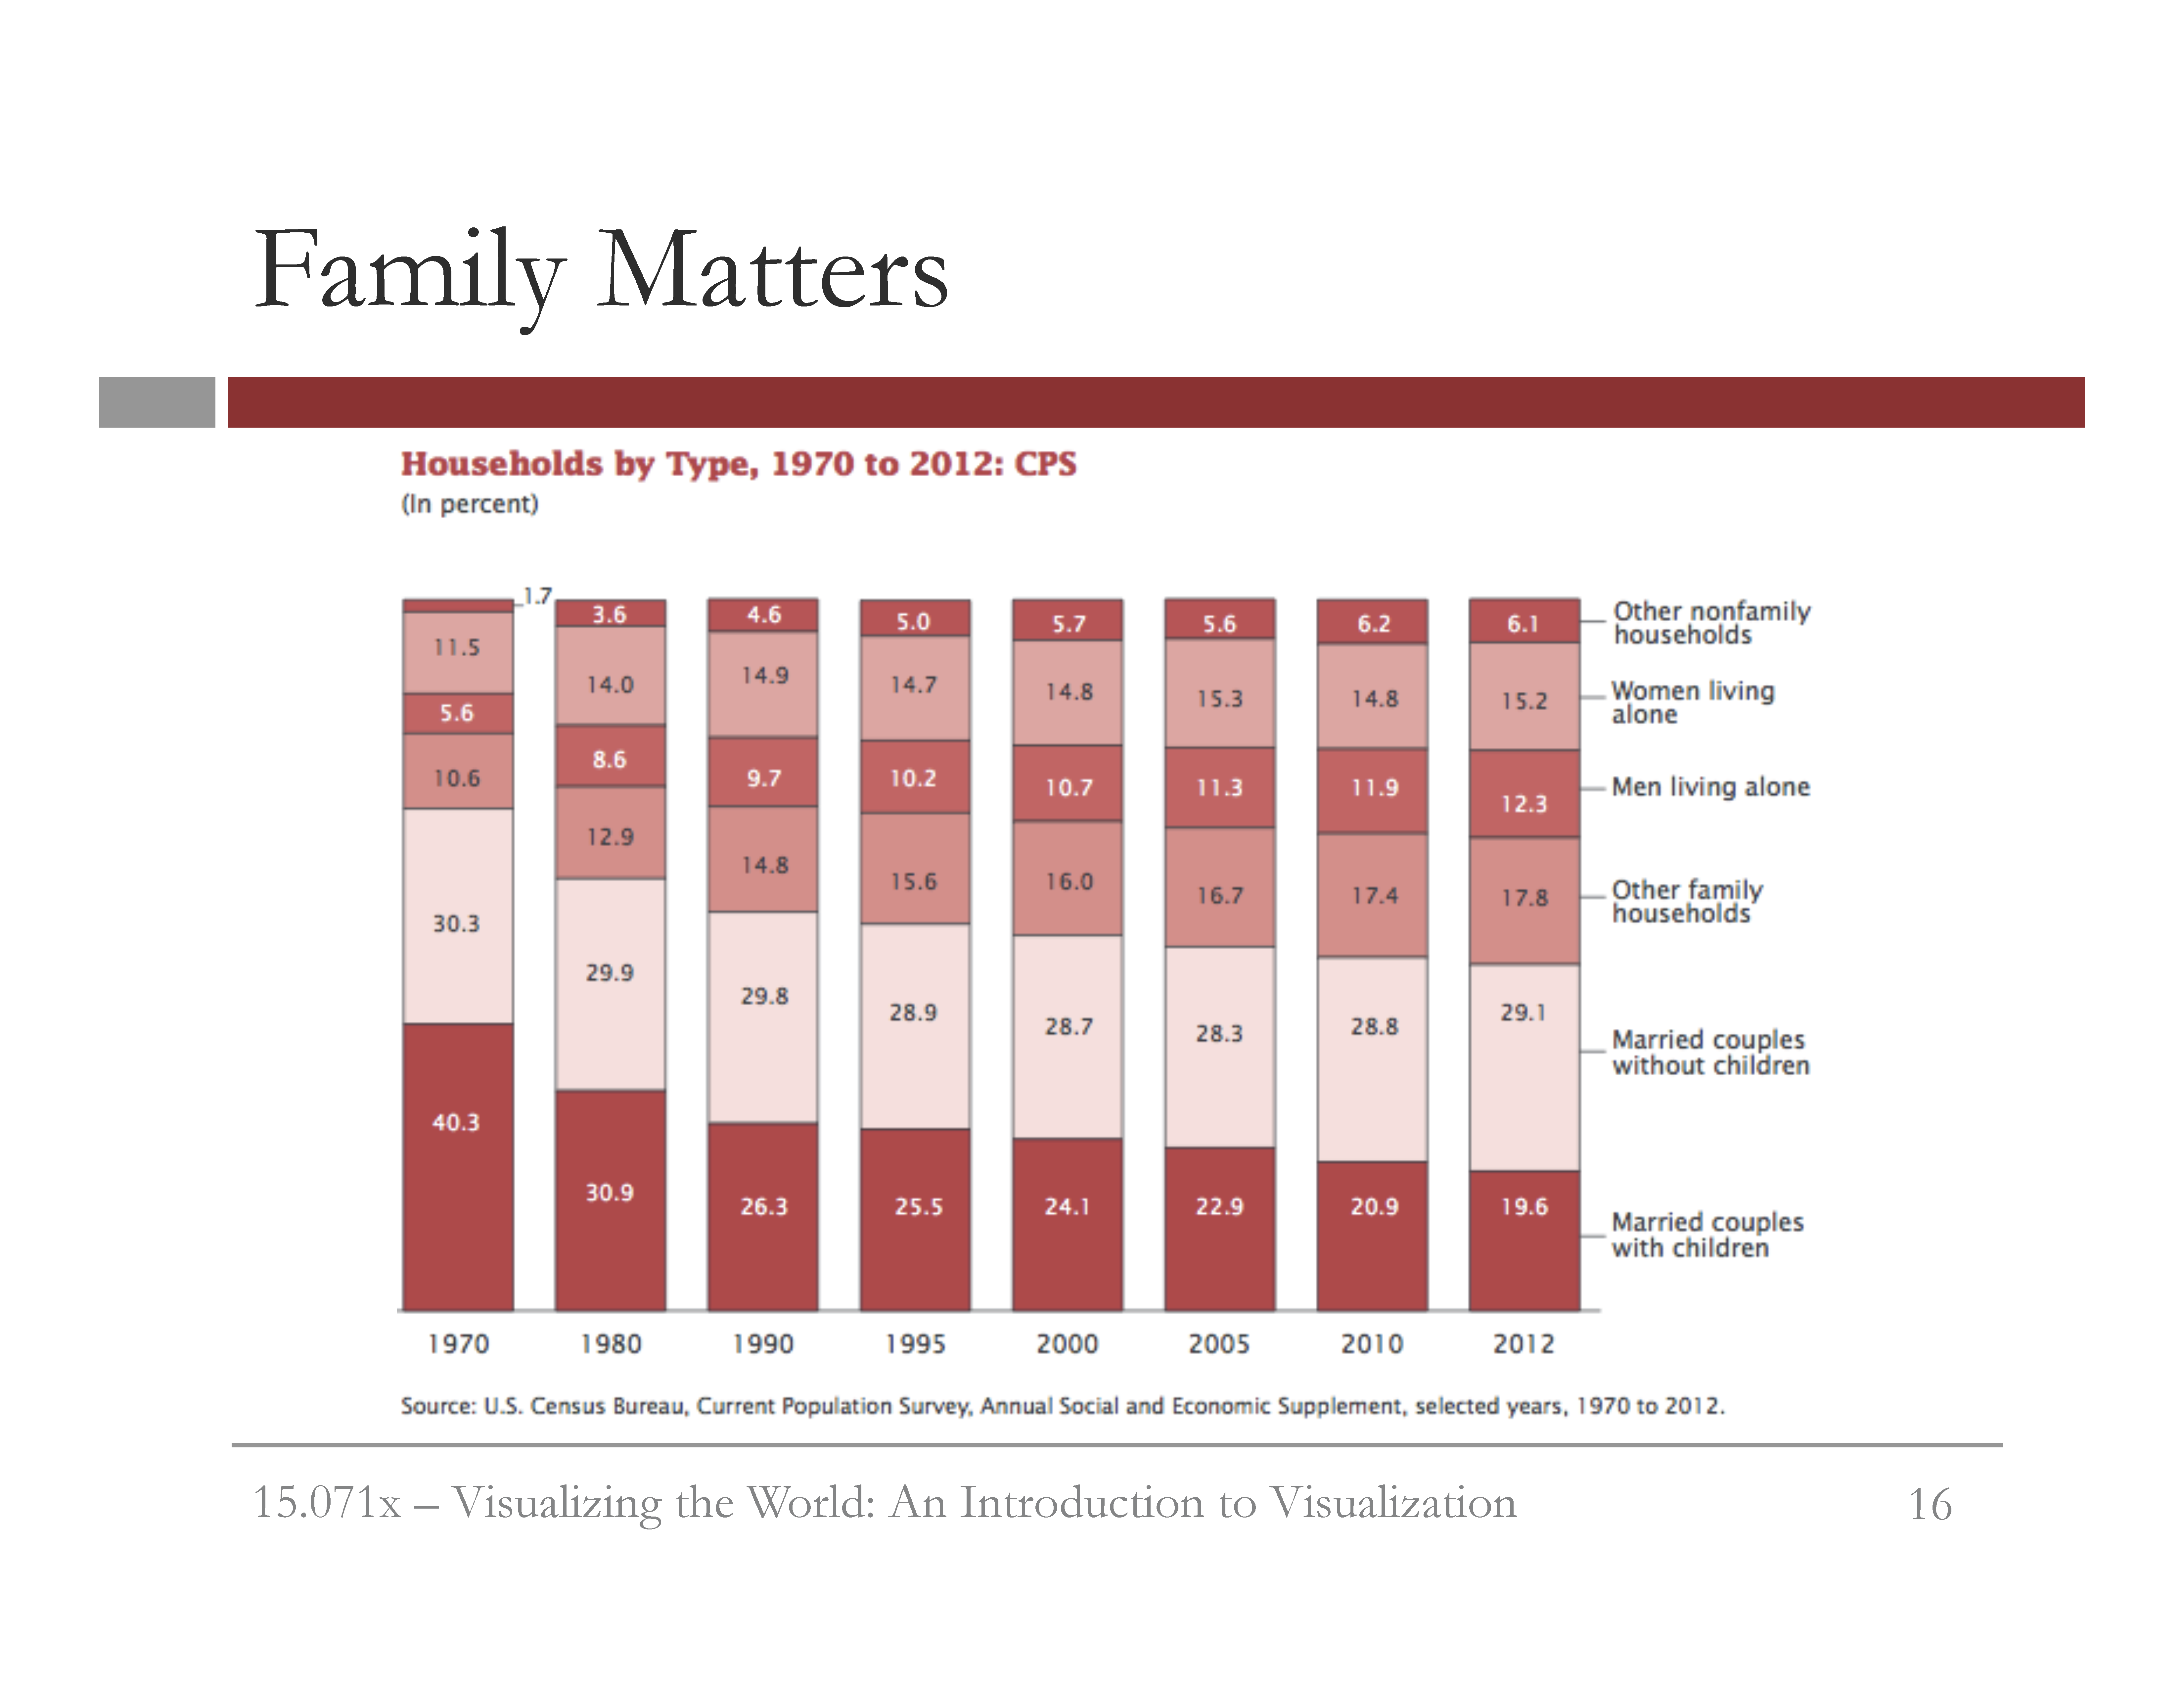 Family Matters
Households by Type, 1970 to 2012: CPS
(In percent)
1.7
3.6
4.6
5.0
5.7
5.6
6.2
6.1
Other nonfamily
households
11.5
14.0
14.9
14.7
14.8
15.3
14.8
15.2
Women living
alone
5.6
8.6
9.7
10.2
10.7
11.3
11.9
12.3
Men living alone
10.6
12.9
14.8
15.6
16.0
16.7
17.4
17.8
Other family
households
30.3
29.9
29.8
28.9
28.7
28.3
28.8
29.1
Married couples
without children
40.3
30.9
26.3
25.5
24.1
22.9
20.9
19.6
Married couples
with children
1970 1980 1990 1995 2000 2005 2010 2012
Source: U.S. Census Bureau, Current Population Survey, Annual Social and Economic Supplement, selected years, 1970 to 2012.
15.071x – Visualizing the World: An Introduction to Visualization 16